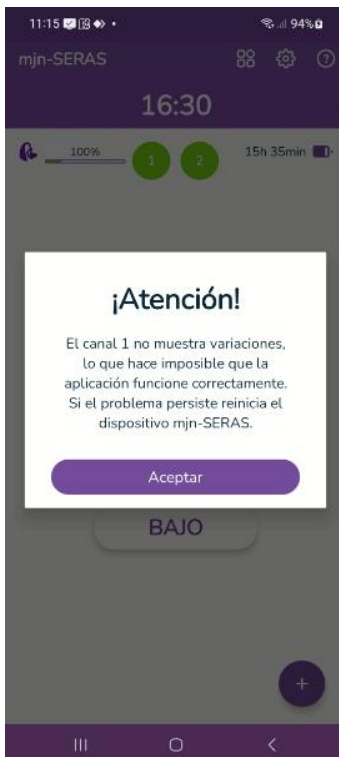 11:15 94%
mjn-SERAS
16:30
100% 1 2 15h 35min
¡Atención!
El canal 1 no muestra variaciones,
lo que hace imposible que la
aplicación funcione correctamente.
Si el problema persiste reinicia el
dispositivo mjn-SERAS.
Aceptar
BAJO
+